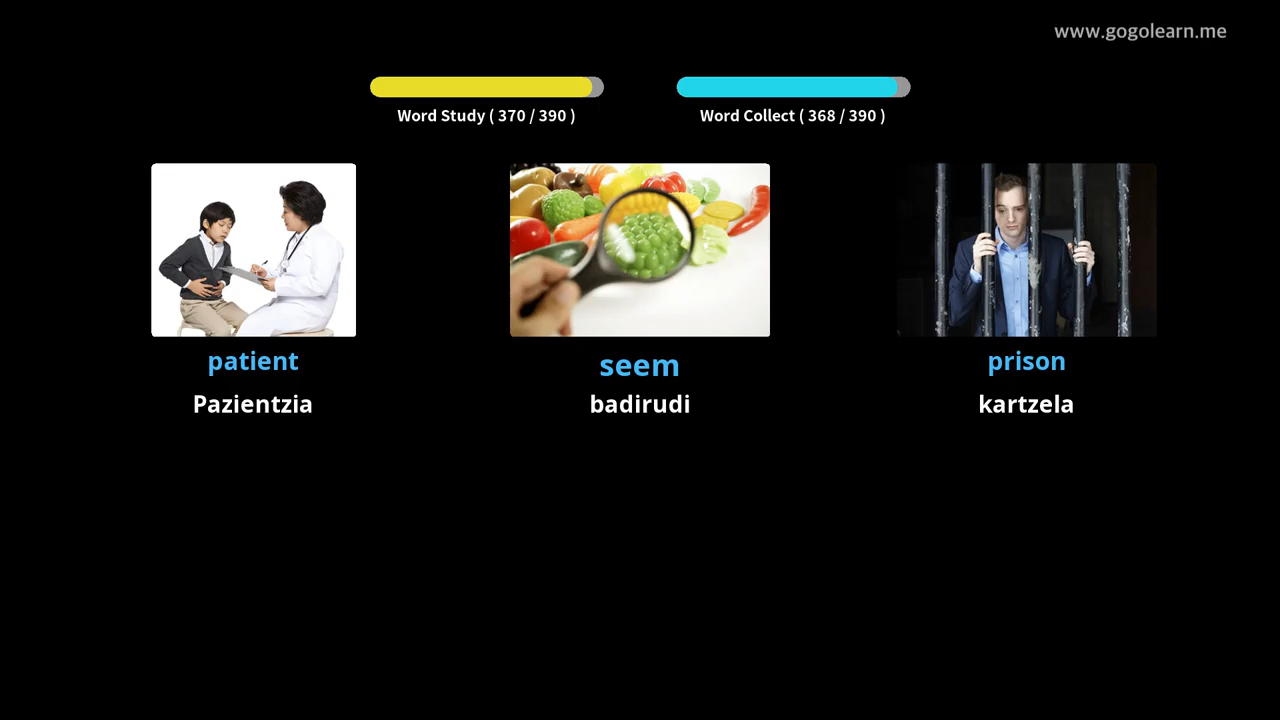 www.gogolearn.me
Word Study ( 370 / 390 )
Word Collect ( 368 / 390 )
patient
seem
prison
Pazientzia
badirudi
kartzela